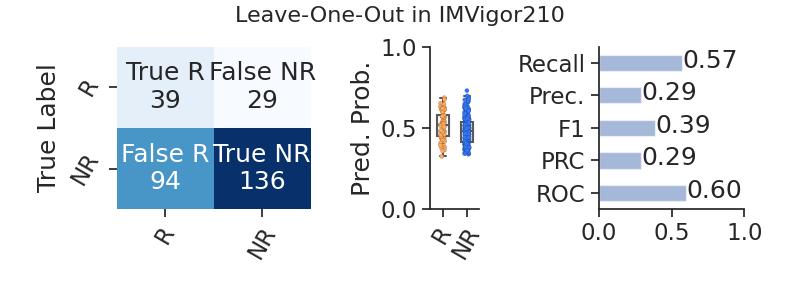 Leave-One-Out in IMVigor210
True Label
R
NR
True R
39
False NR
29
False R
94
True NR
136
R
NR
Pred. Prob.
1.0
0.5
0.0
R
NR
Recall
0.57
Prec.
0.29
F1
0.39
PRC
0.29
ROC
0.60
0.0
0.5
1.0